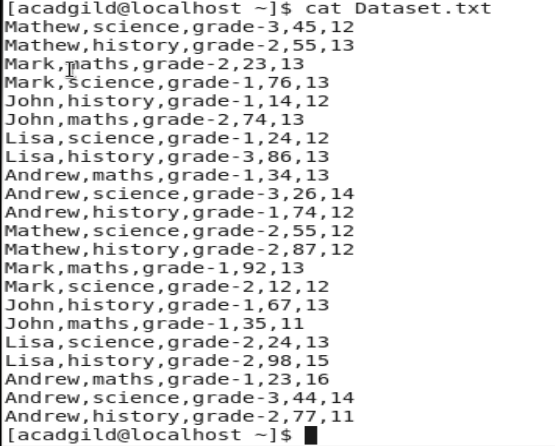 [acadgild@localhost ~]$ cat Dataset.txt
Mathew,science,grade-3,45,12
Mathew,history,grade-2,55,13
Mark,maths,grade-2,23,13
Mark,science,grade-1,76,13
John,history,grade-1,14,12
John,maths,grade-2,74,13
Lisa,science,grade-1,24,12
Lisa,history,grade-3,86,13
Andrew,maths,grade-1,34,13
Andrew,science,grade-3,26,14
Andrew,history,grade-1,74,12
Mathew,science,grade-2,55,12
Mathew,history,grade-2,87,12
Mark,maths,grade-1,92,13
Mark,science,grade-2,12,12
John,history,grade-1,67,13
John,maths,grade-1,35,11
Lisa,science,grade-2,24,13
Lisa,history,grade-2,98,15
Andrew,maths,grade-1,23,16
Andrew,science,grade-3,44,14
Andrew,history,grade-2,77,11
[acadgild@localhost ~]$